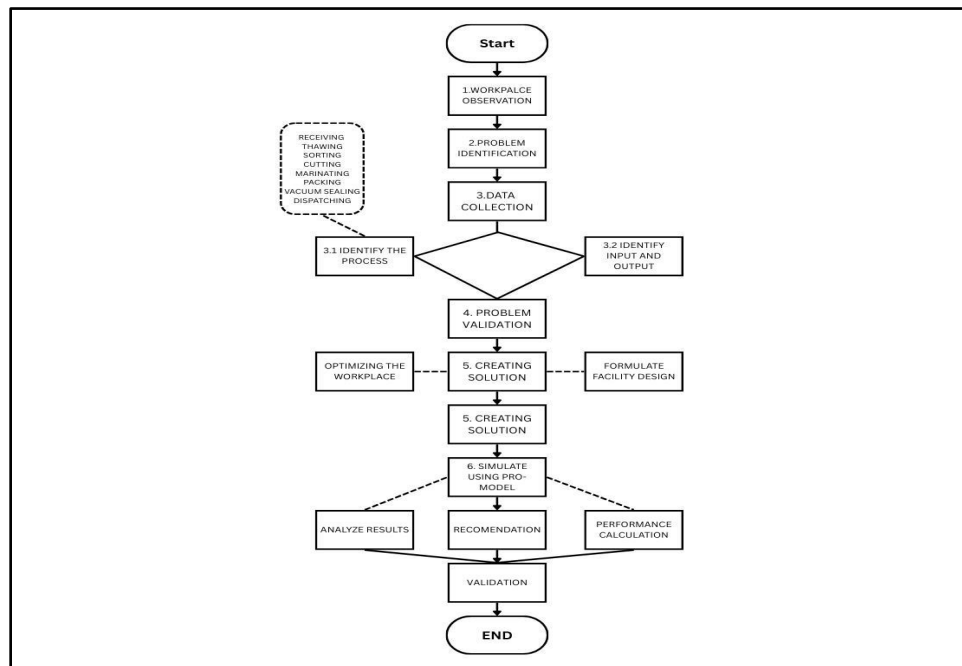 Start
1.WORKPALCE
OBSERVATION
2.PROBLEM
IDENTIFICATION
RECEIVING
THAWING
SORTING
CUTTING
MARINATING
PACKING
VACUUM SEALING
DISPATCHING
3.DATA
COLLECTION
3.1 IDENTIFY THE
PROCESS
3.2 IDENTIFY
INPUT AND
OUTPUT
4. PROBLEM
VALIDATION
OPTIMIZING THE
WORKPLACE
5. CREATING
SOLUTION
FORMULATE
FACILITY DESIGN
5. CREATING
SOLUTION
6. SIMULATE
USING PRO-
MODEL
ANALYZE RESULTS
RECOMENDATION
PERFORMANCE
CALCULATION
VALIDATION
END